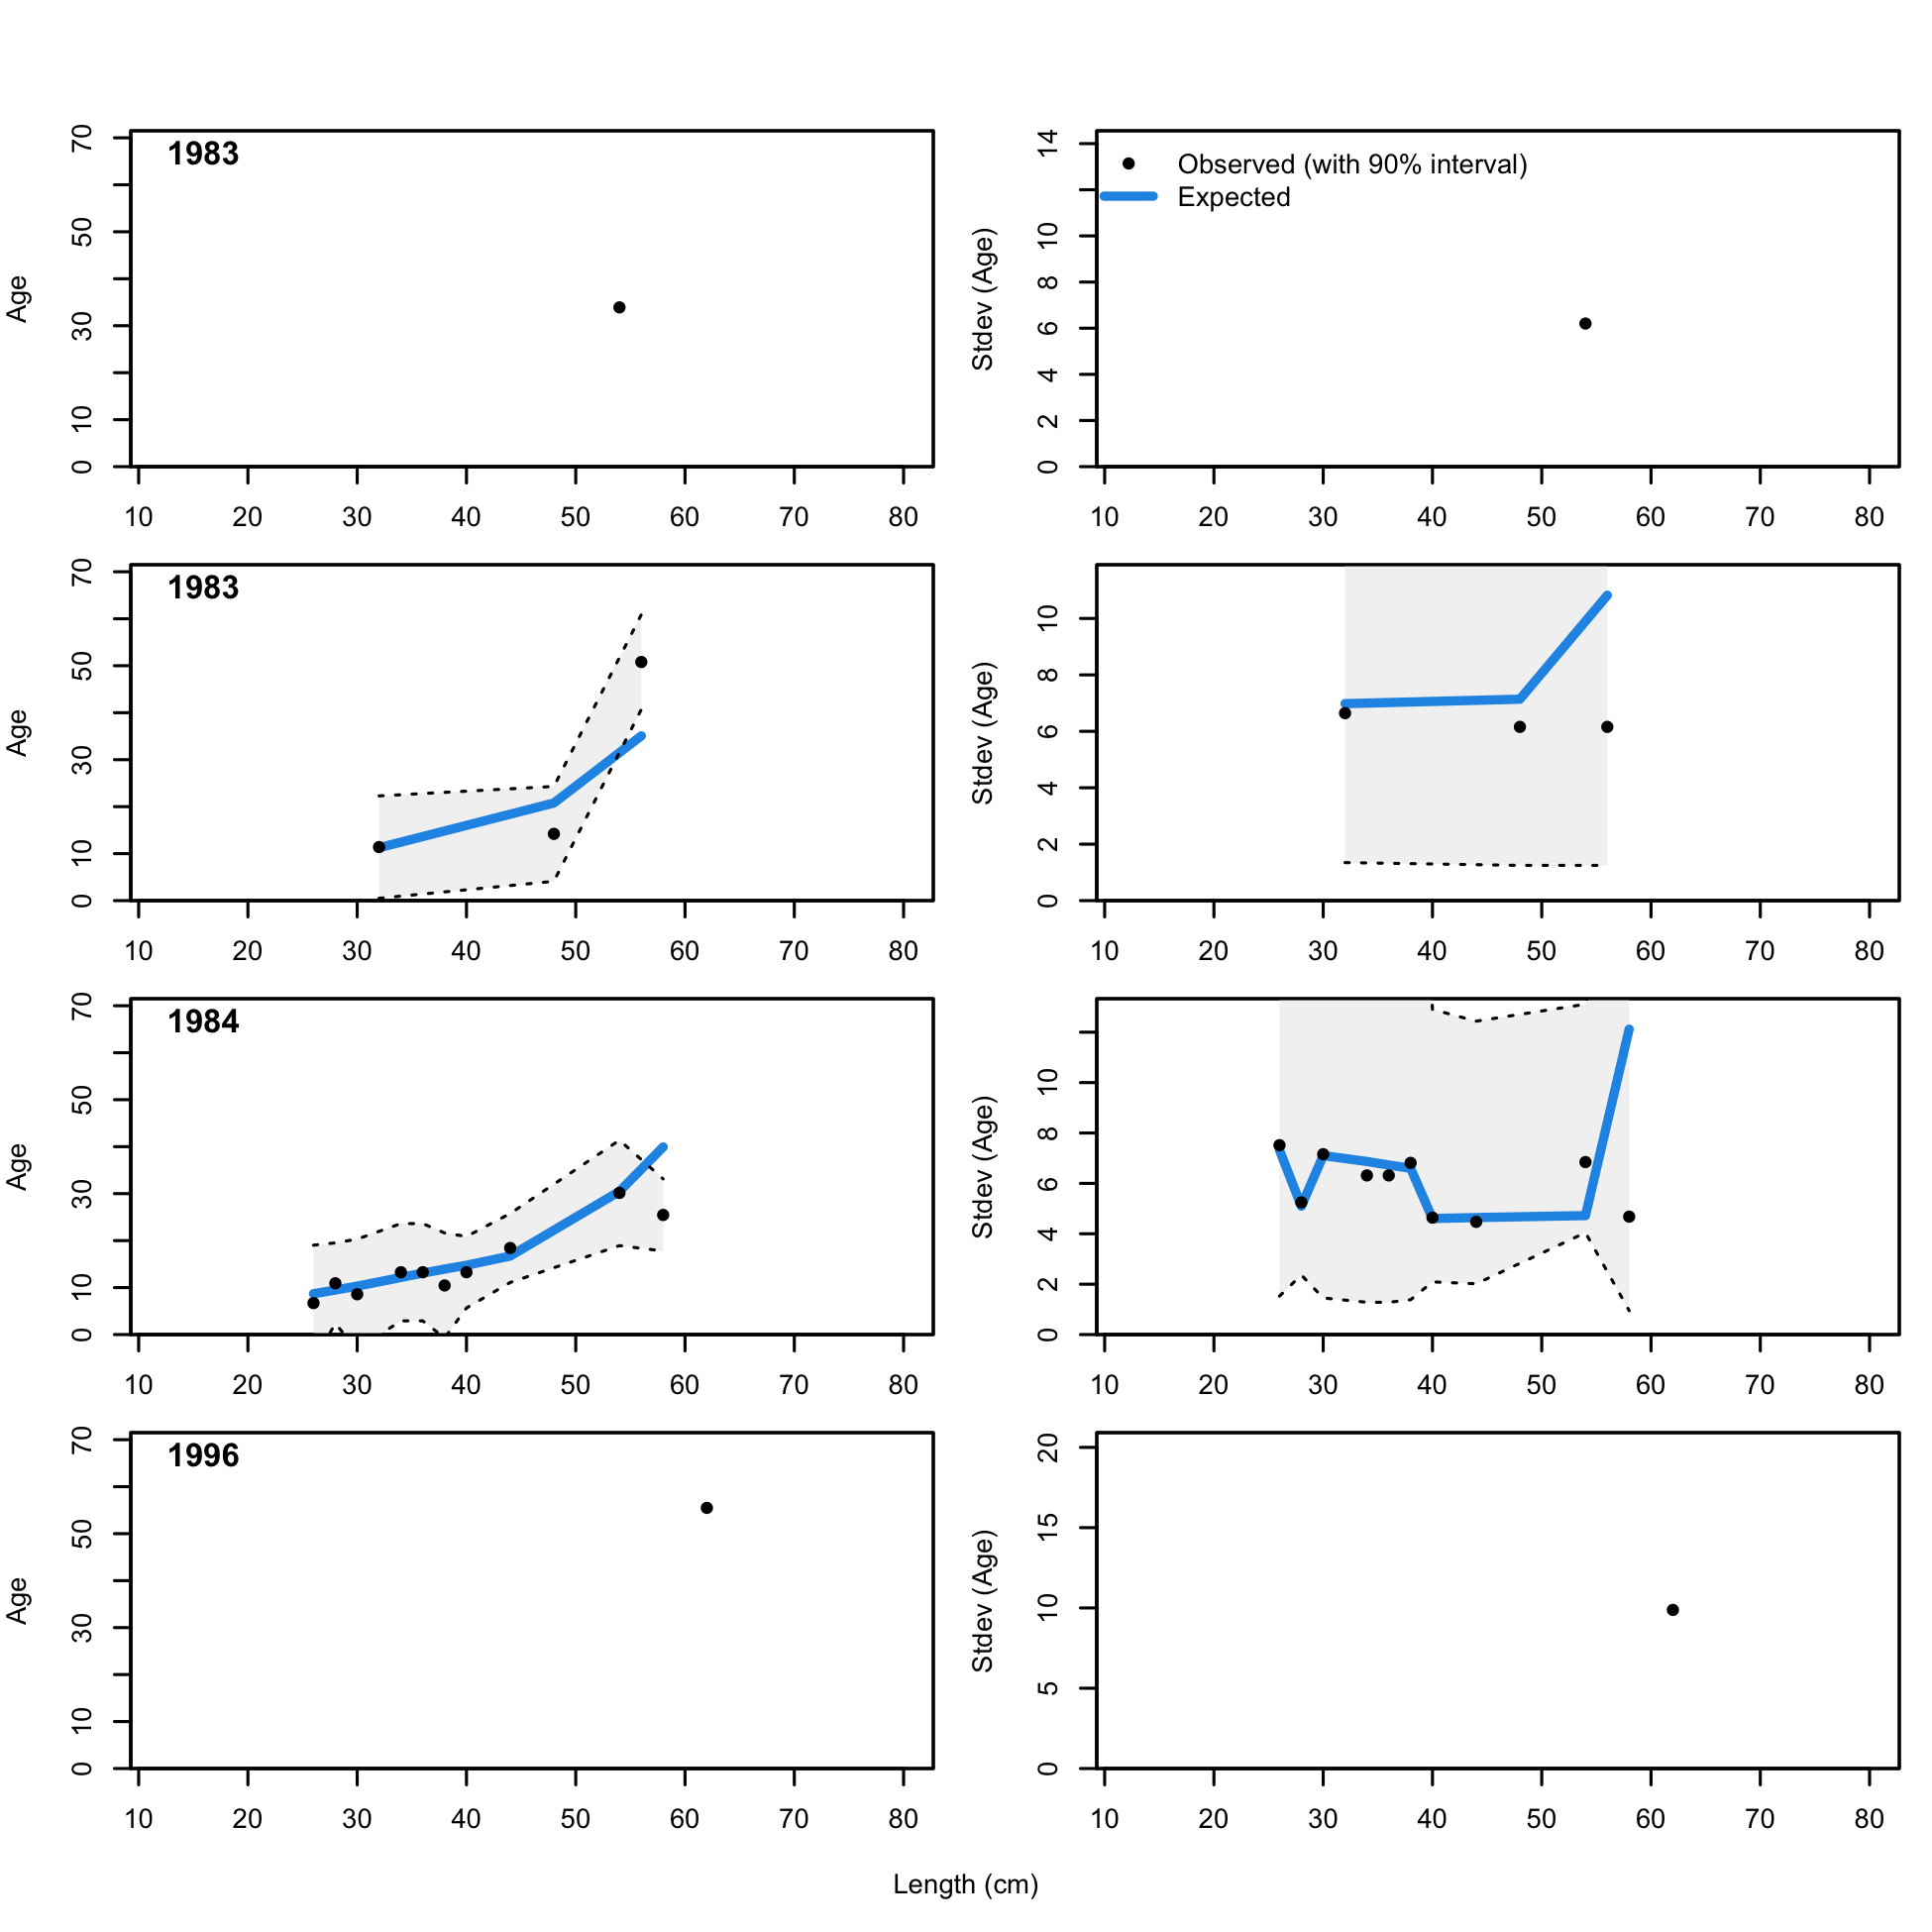 1983
Age
0 10 30 50 70
10 20 30 40 50 60 70 80
Observed (with 90% interval)
Expected
Stdev (Age)
0 2 4 6 8 10 14
10 20 30 40 50 60 70 80
1983
Age
0 10 30 50 70
10 20 30 40 50 60 70 80
Stdev (Age)
0 2 4 6 8 10
10 20 30 40 50 60 70 80
1984
Age
0 10 30 50 70
10 20 30 40 50 60 70 80
Stdev (Age)
0 2 4 6 8 10
10 20 30 40 50 60 70 80
1996
Age
0 10 30 50 70
10 20 30 40 50 60 70 80
Stdev (Age)
0 5 10 15 20
10 20 30 40 50 60 70 80
Length (cm)